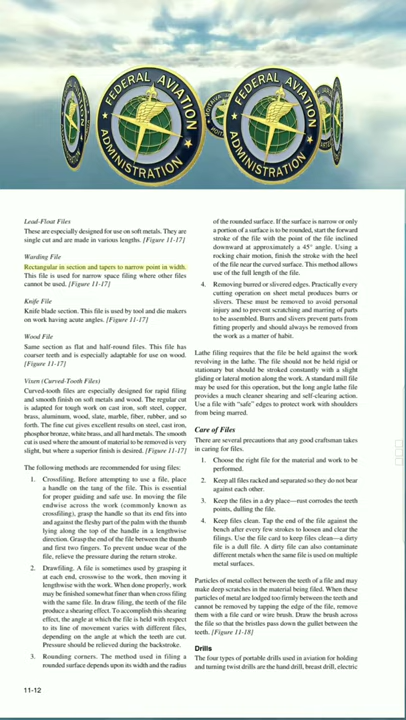 FEDERAL AVIATION
ADMINISTRATION
FEDERAL AVIATION
ADMINISTRATION
Lead-Float Files
These are especially designed for use on soft metals. They are
single cut and are made in various lengths. [Figure 11-17]
Warding File
Rectangular in section and tapers to narrow point in width.
This file is used for narrow space filing where other files
cannot be used. [Figure 11-17]
Knife File
Knife blade section. This file is used by tool and die makers
on work having acute angles. [Figure 11-17]
Wood File
Same section as flat and half-round files. This file has
coarser teeth and is especially adaptable for use on wood.
[Figure 11-17]
Vixen (Curved-Tooth Files)
Curved-tooth files are especially designed for rapid filing
and smooth finish on soft metals and wood. The regular cut
is adapted for tough work on cast iron, soft steel, copper,
brass, aluminum, wood, slate, marble, fiber, rubber, and so
forth. The fine cut gives excellent results on steel, cast iron,
phosphor bronze, white brass, and all hard metals. The smooth
cut is used where the amount of material to be removed is very
slight, but where a superior finish is desired. [Figure 11-17]
The following methods are recommended for using files:
1. Crossfiling. Before attempting to use a file, place
a handle on the tang of the file. This is essential
for proper guiding and safe use. In moving the file
endwise across the work (commonly known as
crossfiling), grasp the handle so that its end fits into
and against the fleshy part of the palm with the thumb
lying along the top of the handle in a lengthwise
direction. Grasp the end of the file between the thumb
and first two fingers. To prevent undue wear of the
file, relieve the pressure during the return stroke.
2. Drawfiling. A file is sometimes used by grasping it
at each end, crosswise to the work, then moving it
lengthwise with the work. When done properly, work
may be finished somewhat finer than when cross filing
with the same file. In draw filing, the teeth of the file
produce a shearing effect. To accomplish this shearing
effect, the angle at which the file is held with respect
to its line of movement varies with different files,
depending on the angle at which the teeth are cut.
Pressure should be relieved during the backstroke.
3. Rounding corners. The method used in filing a
rounded surface depends upon its width and the radius
of the rounded surface. If the surface is narrow or only
a portion of a surface is to be rounded, start the forward
stroke of the file with the point of the file inclined
downward at approximately a 45° angle. Using a
rocking chair motion, finish the stroke with the heel
of the file near the curved surface. This method allows
use of the full length of the file.
4. Removing burred or slivered edges. Practically every
cutting operation on sheet metal produces burrs or
slivers. These must be removed to avoid personal
injury and to prevent scratching and marring of parts
to be assembled. Burrs and slivers prevent parts from
fitting properly and should always be removed from
the work as a matter of habit.
Lathe filing requires that the file be held against the work
revolving in the lathe. The file should not be held rigid or
stationary but should be stroked constantly with a slight
gliding or lateral motion along the work. A standard mill file
may be used for this operation, but the long angle lathe file
provides a much cleaner shearing and self-clearing action.
Use a file with “safe” edges to protect work with shoulders
from being marred.
Care of Files
There are several precautions that any good craftsman takes
in caring for files.
1. Choose the right file for the material and work to be
performed.
2. Keep all files racked and separated so they do not bear
against each other.
3. Keep the files in a dry place—rust corrodes the teeth
points, dulling the file.
4. Keep files clean. Tap the end of the file against the
bench after every few strokes to loosen and clear the
filings. Use the file card to keep files clean—a dirty
file is a dull file. A dirty file can also contaminate
different metals when the same file is used on multiple
metal surfaces.
Particles of metal collect between the teeth of a file and may
make deep scratches in the material being filed. When these
particles of metal are lodged too firmly between the teeth and
cannot be removed by tapping the edge of the file, remove
them with a file card or wire brush. Draw the brush across
the file so that the bristles pass down the gullet between the
teeth. [Figure 11-18]
Drills
The four types of portable drills used in aviation for holding
and turning twist drills are the hand drill, breast drill, electric
11-12